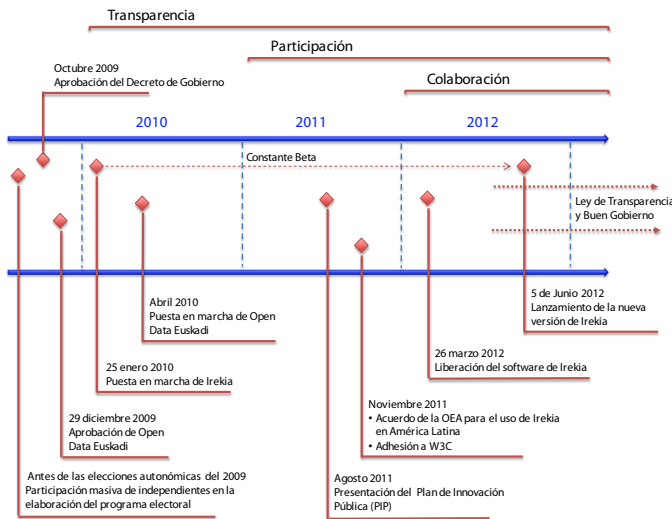 Transparencia
Participación
Colaboración
Octubre 2009
Aprobación del Decreto de Gobierno
2010
2011
2012
Constante Beta
Ley de Transparencia
y Buen Gobierno
Abril 2010
Puesta en marcha de Open
Data Euskadi
5 de Junio 2012
Lanzamiento de la nueva
versión de Irekia
25 enero 2010
Puesta en marcha de Irekia
26 marzo 2012
Liberación del software de Irekia
29 diciembre 2009
Aprobación de Open
Data Euskadi
Noviembre 2011
• Acuerdo de la OEA para el uso de Irekia
en América Latina
• Adhesión a W3C
Antes de las elecciones autonómicas del 2009
Participación masiva de independientes en la
elaboración del programa electoral
Agosto 2011
Presentación del Plan de Innovación
Pública (PIP)